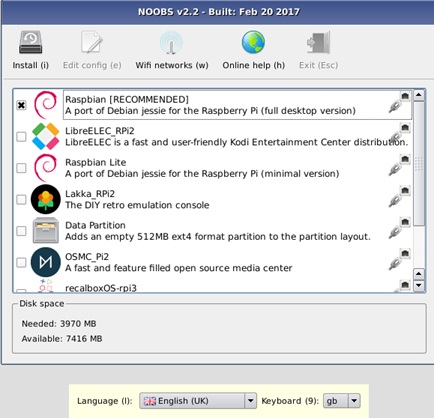 NOOBS v2.2 - Built: Feb 20 2017
Install (i) Edit config (e) Wifi networks (w) Online help (h) Exit (Esc)
Raspbian [RECOMMENDED]
A port of Debian jessie for the Raspberry Pi (full desktop version)
LibreELEC_RPi2
LibreELEC is a fast and user-friendly Kodi Entertainment Center distribution.
Raspbian Lite
A port of Debian jessie for the Raspberry Pi (minimal version)
Lakka_RPi2
The DIY retro emulation console
Data Partition
Adds an empty 512MB ext4 format partition to the partition layout.
OSMC_Pi2
A fast and feature filled open source media center
recalboxOS-rpi3
Disk space
Needed: 3970 MB
Available: 7416 MB
Language (l): English (UK) Keyboard (9): gb